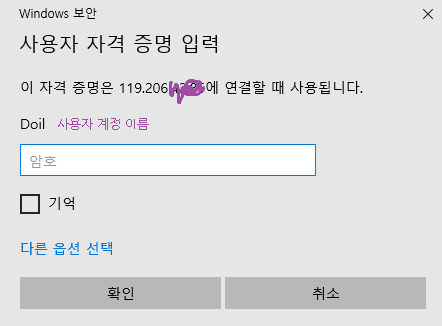 Windows 보안
사용자 자격 증명 입력
이 자격 증명은 119.206 에 연결할 때 사용됩니다.
Doil 사용자 계정 이름
암호
기억
다른 옵션 선택
확인 취소